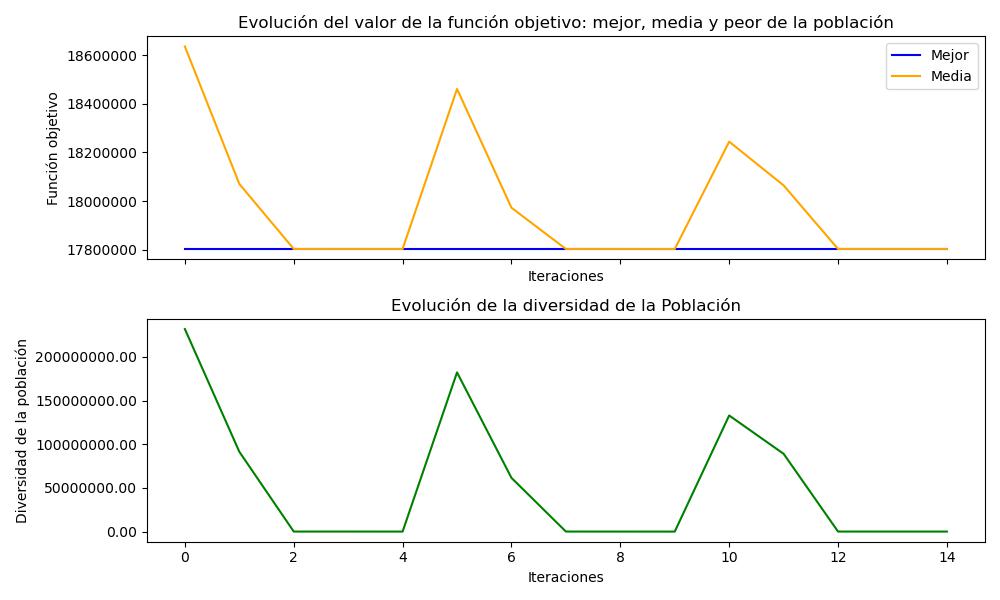 Evolución del valor de la función objetivo: mejor, media y peor de la población
18600000
18400000
18200000
18000000
17800000
Función objetivo
Mejor
Media
Iteraciones
Evolución de la diversidad de la Población
200000000.00
150000000.00
100000000.00
50000000.00
0.00
Diversidad de la población
0 2 4 6 8 10 12 14
Iteraciones